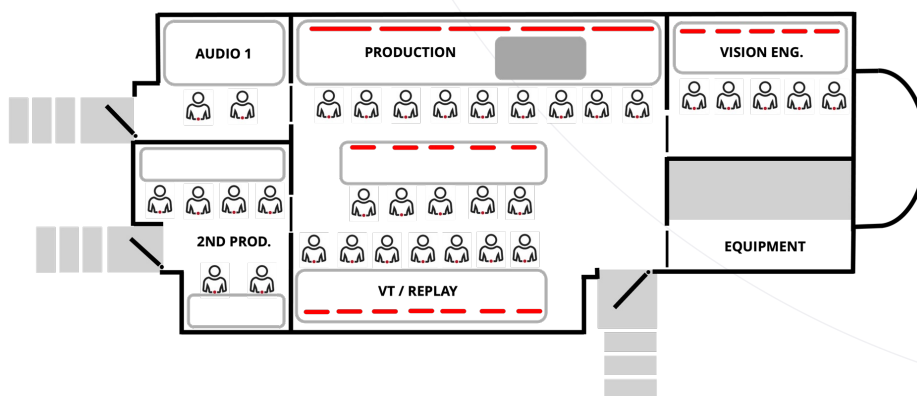 AUDIO 1
PRODUCTION
VISION ENG.
2ND PROD.
EQUIPMENT
VT / REPLAY